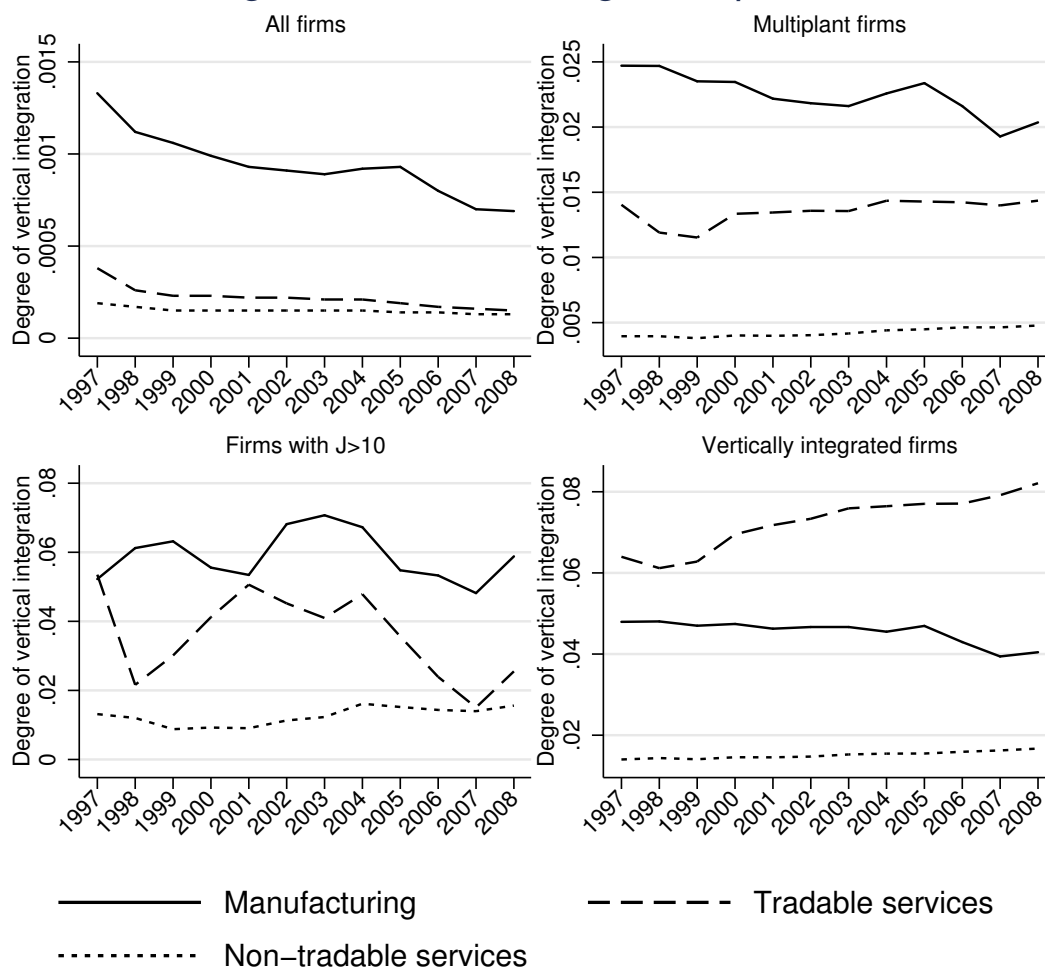 All firms
Degree of vertical integration
0 .0005 .001 .0015
1997 1998 1999 2000 2001 2002 2003 2004 2005 2006 2007 2008
Multiplant firms
Degree of vertical integration
.005 .01 .015 .02 .025
1997 1998 1999 2000 2001 2002 2003 2004 2005 2006 2007 2008
Firms with J>10
Degree of vertical integration
0 .02 .04 .06 .08
1997 1998 1999 2000 2001 2002 2003 2004 2005 2006 2007 2008
Vertically integrated firms
Degree of vertical integration
.02 .04 .06 .08
1997 1998 1999 2000 2001 2002 2003 2004 2005 2006 2007 2008
Manufacturing
Tradable services
Non−tradable services